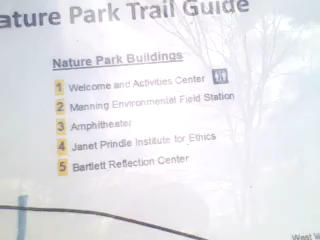 ature Park Trail Guide
Nature Park Buildings
1 Welcome and Activities Center
2 Manning Environmental Field Station
3 Amphitheater
4 Janet Prindle Institute for Ethics
5 Bartlett Reflection Center
West W